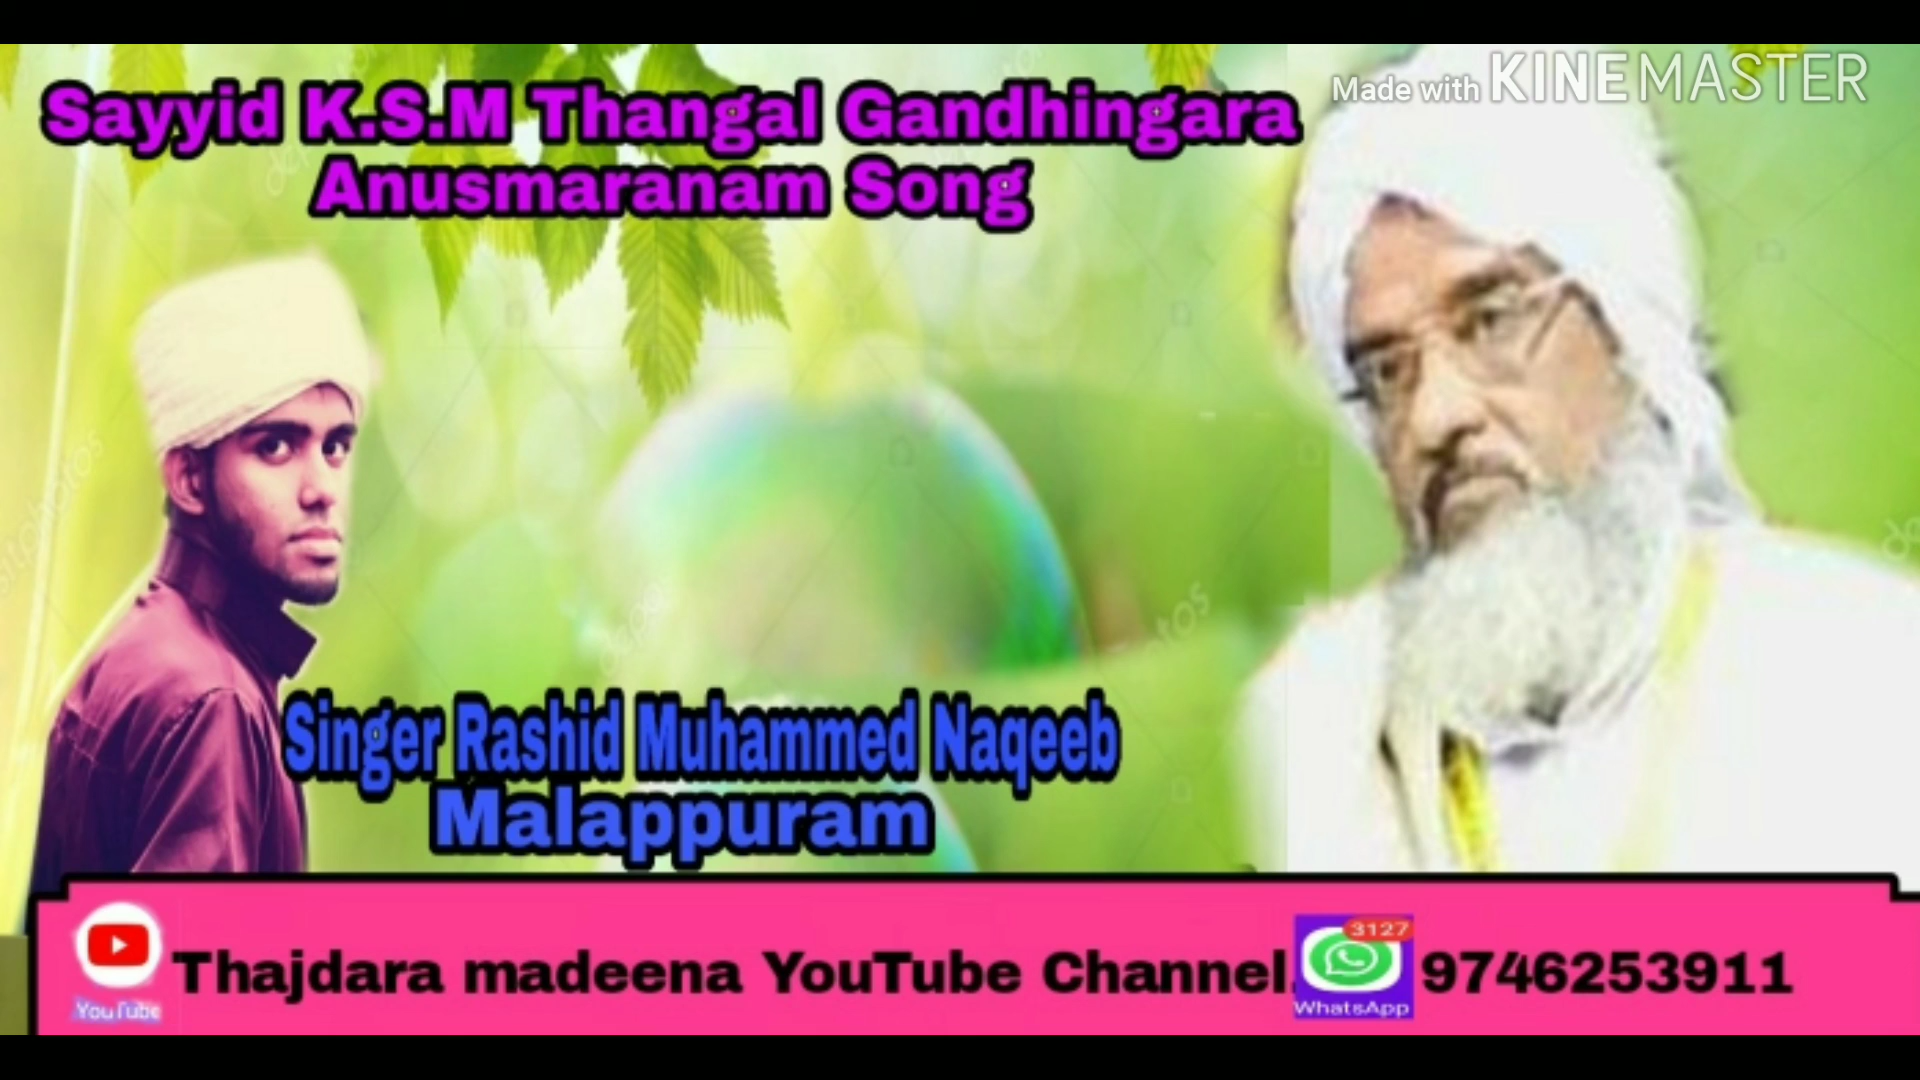 Made with KINEMASTER
Sayyid K.S.M Thangal Gandhingara
Anusmaranam Song
Singer Rashid Muhammed Naqeeb
Malappuram
3127
Thajdara madeena YouTube Channel. 9746253911
YouTube WhatsApp